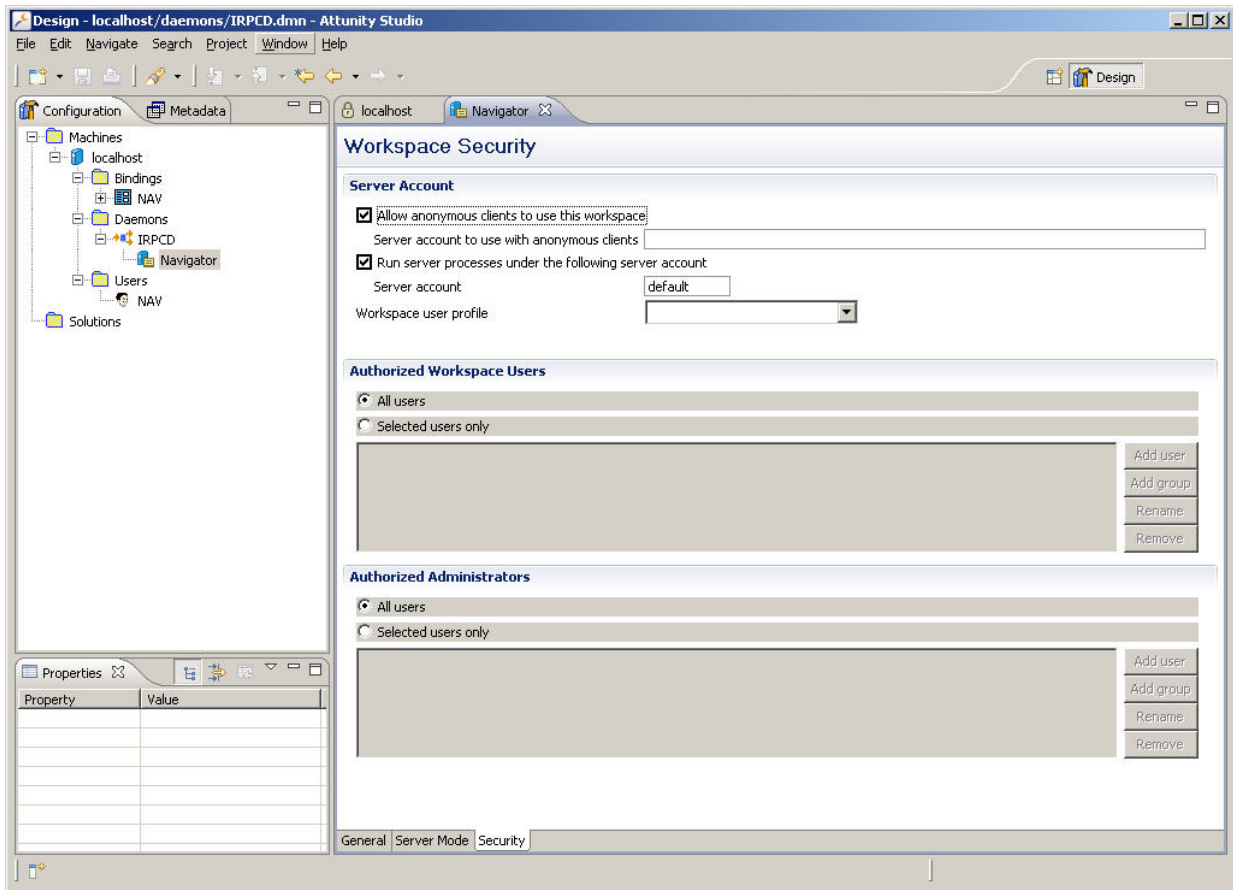 Design - localhost/daemons/IRPCD.dmn - Attunity Studio
File Edit Navigate Search Project Window Help
Design
Configuration Metadata
localhost Navigator
Machines
localhost
Bindings
NAV
Daemons
IRPCD
Navigator
Users
NAV
Solutions
Workspace Security
Server Account
Allow anonymous clients to use this workspace
Server account to use with anonymous clients
Run server processes under the following server account
Server account default
Workspace user profile
Authorized Workspace Users
All users
Selected users only
Add user
Add group
Rename
Remove
Authorized Administrators
All users
Selected users only
Add user
Add group
Rename
Remove
Properties
Property Value
General Server Mode Security